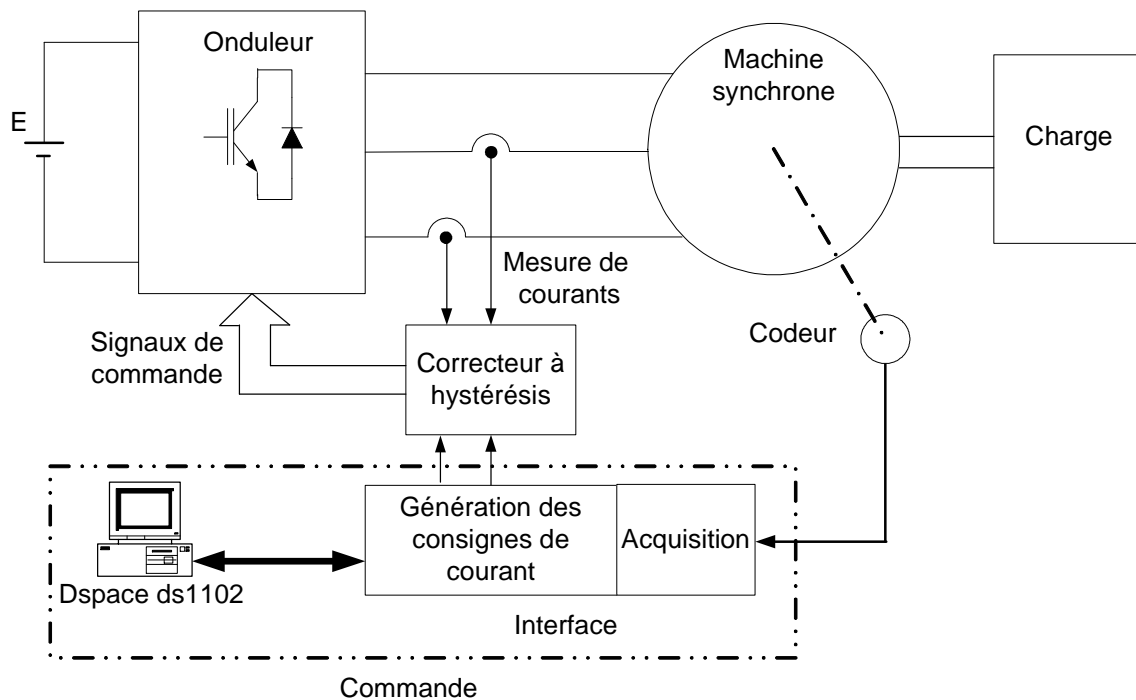 Onduleur
Machine
synchrone
E
Charge
Mesure de
courants
Codeur
Signaux de
commande
Correcteur à
hystérésis
Génération des
consignes de
courant
Acquisition
Dspace ds1102
Interface
Commande